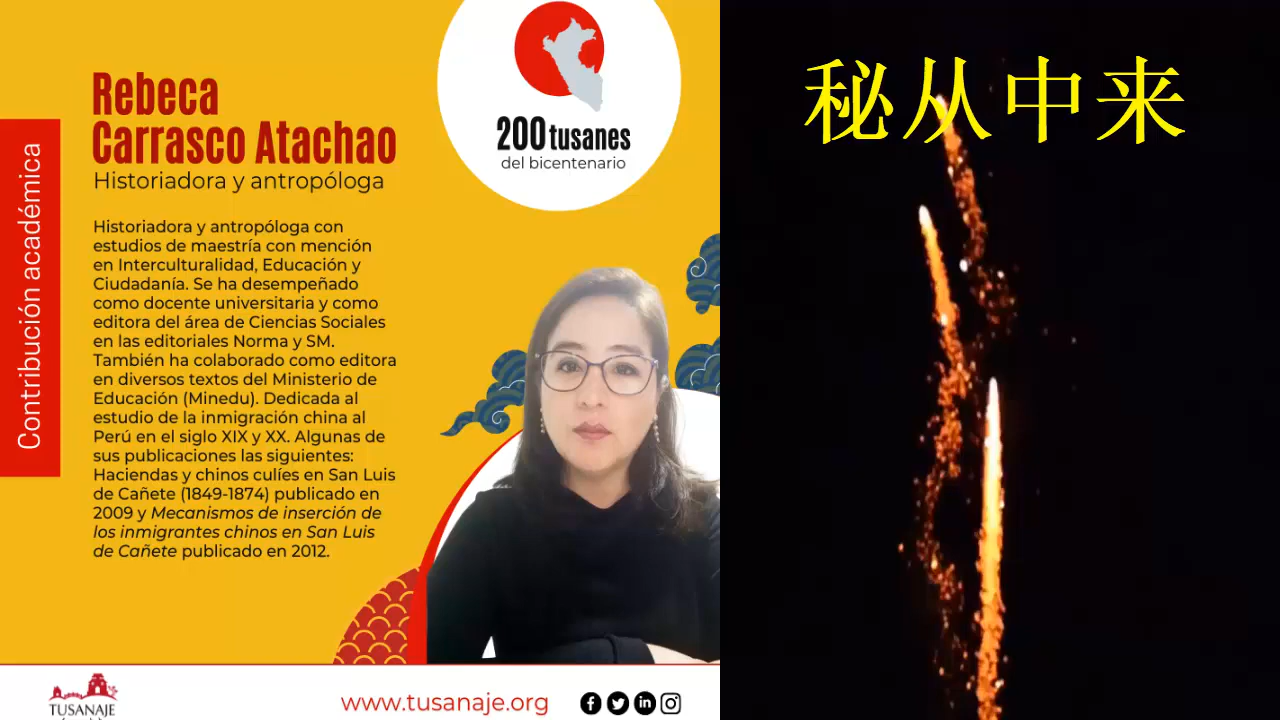 Rebeca
Carrasco Atachao
Historiadora y antropóloga
Contribución académica
200 tusanes
del bicentenario
Historiadora y antropóloga con
estudios de maestría con mención
en Interculturalidad, Educación y
Ciudadanía. Se ha desempeñado
como docente universitaria y como
editora del área de Ciencias Sociales
en las editoriales Norma y SM.
También ha colaborado como editora
en diversos textos del Ministerio de
Educación (Minedu). Dedicada al
estudio de la inmigración china al
Perú en el siglo XIX y XX. Algunas de
sus publicaciones las siguientes:
Haciendas y chinos culíes en San Luis
de Cañete (1849-1874) publicado en
2009 y Mecanismos de inserción de
los inmigrantes chinos en San Luis
de Cañete publicado en 2012.
TUSANAJE
www.tusanaje.org
秘从中来